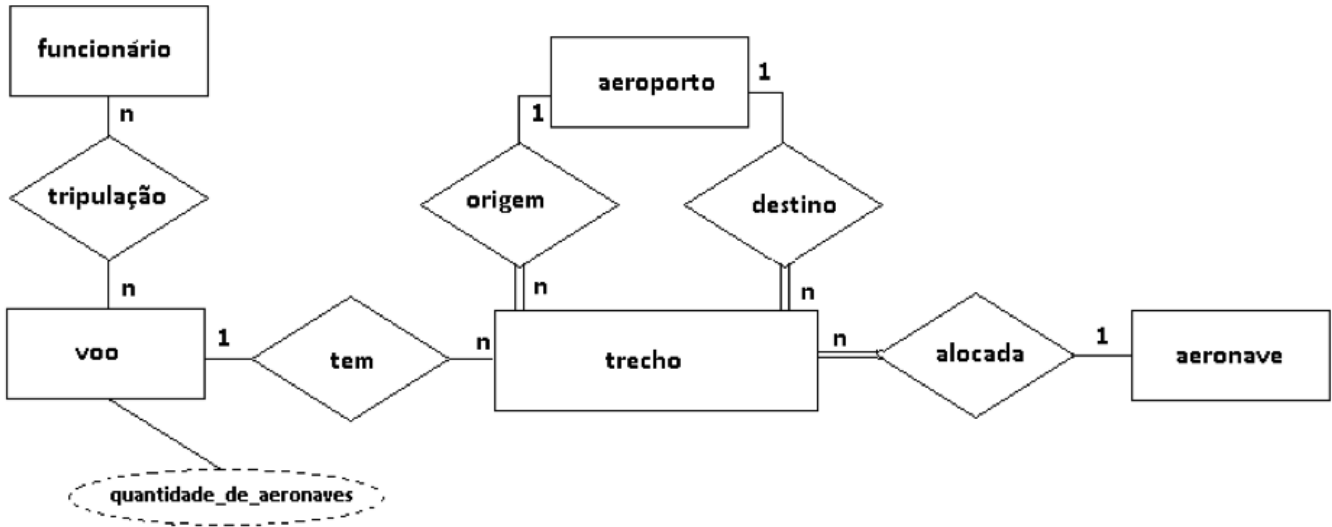 funcionário
n
tripulação
n
voo
quantidade_de_aeronaves
1
tem
n
aeroporto
1
1
origem
destino
n
n
trecho
n
alocada
1
aeronave